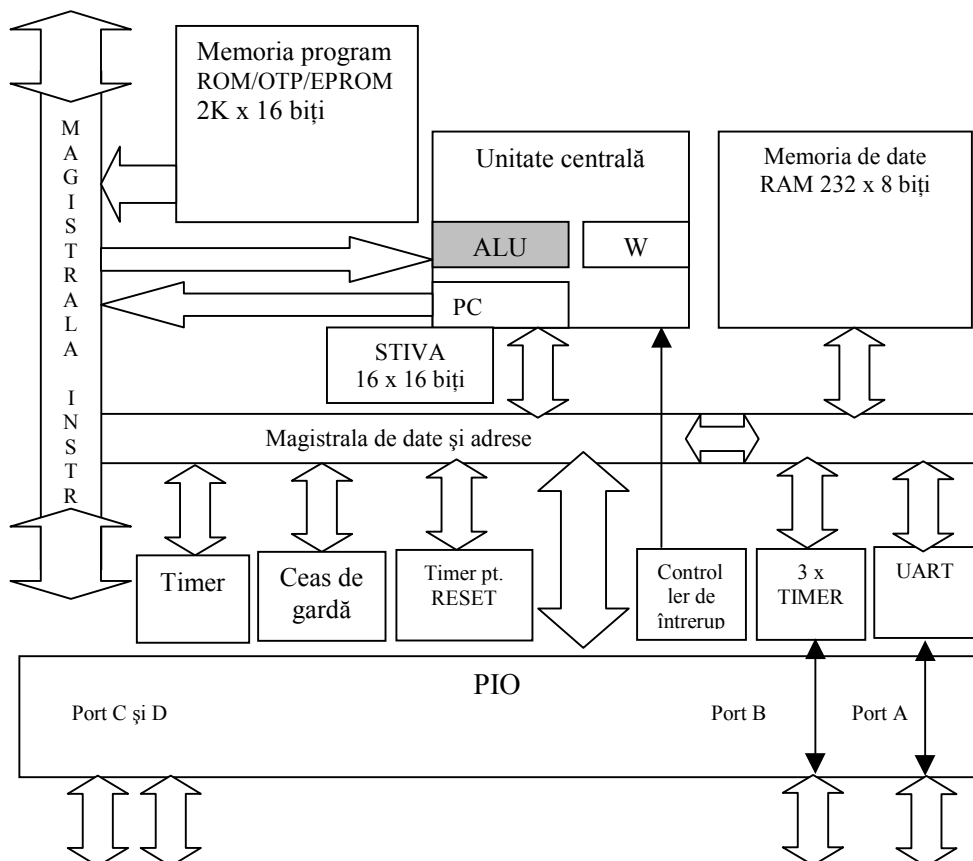 Memoria program
ROM/OTP/EPROM
2K x 16 biți
MAGISTRALA INSTR
Unitate centrală
ALU
W
PC
STIVA
16 x 16 biți
Memoria de date
RAM 232 x 8 biți
Magistrala de date şi adrese
Timer
Ceas de
gardă
Timer pt.
RESET
Control
ler de
întrerup
3 x
TIMER
UART
PIO
Port C şi D
Port B
Port A